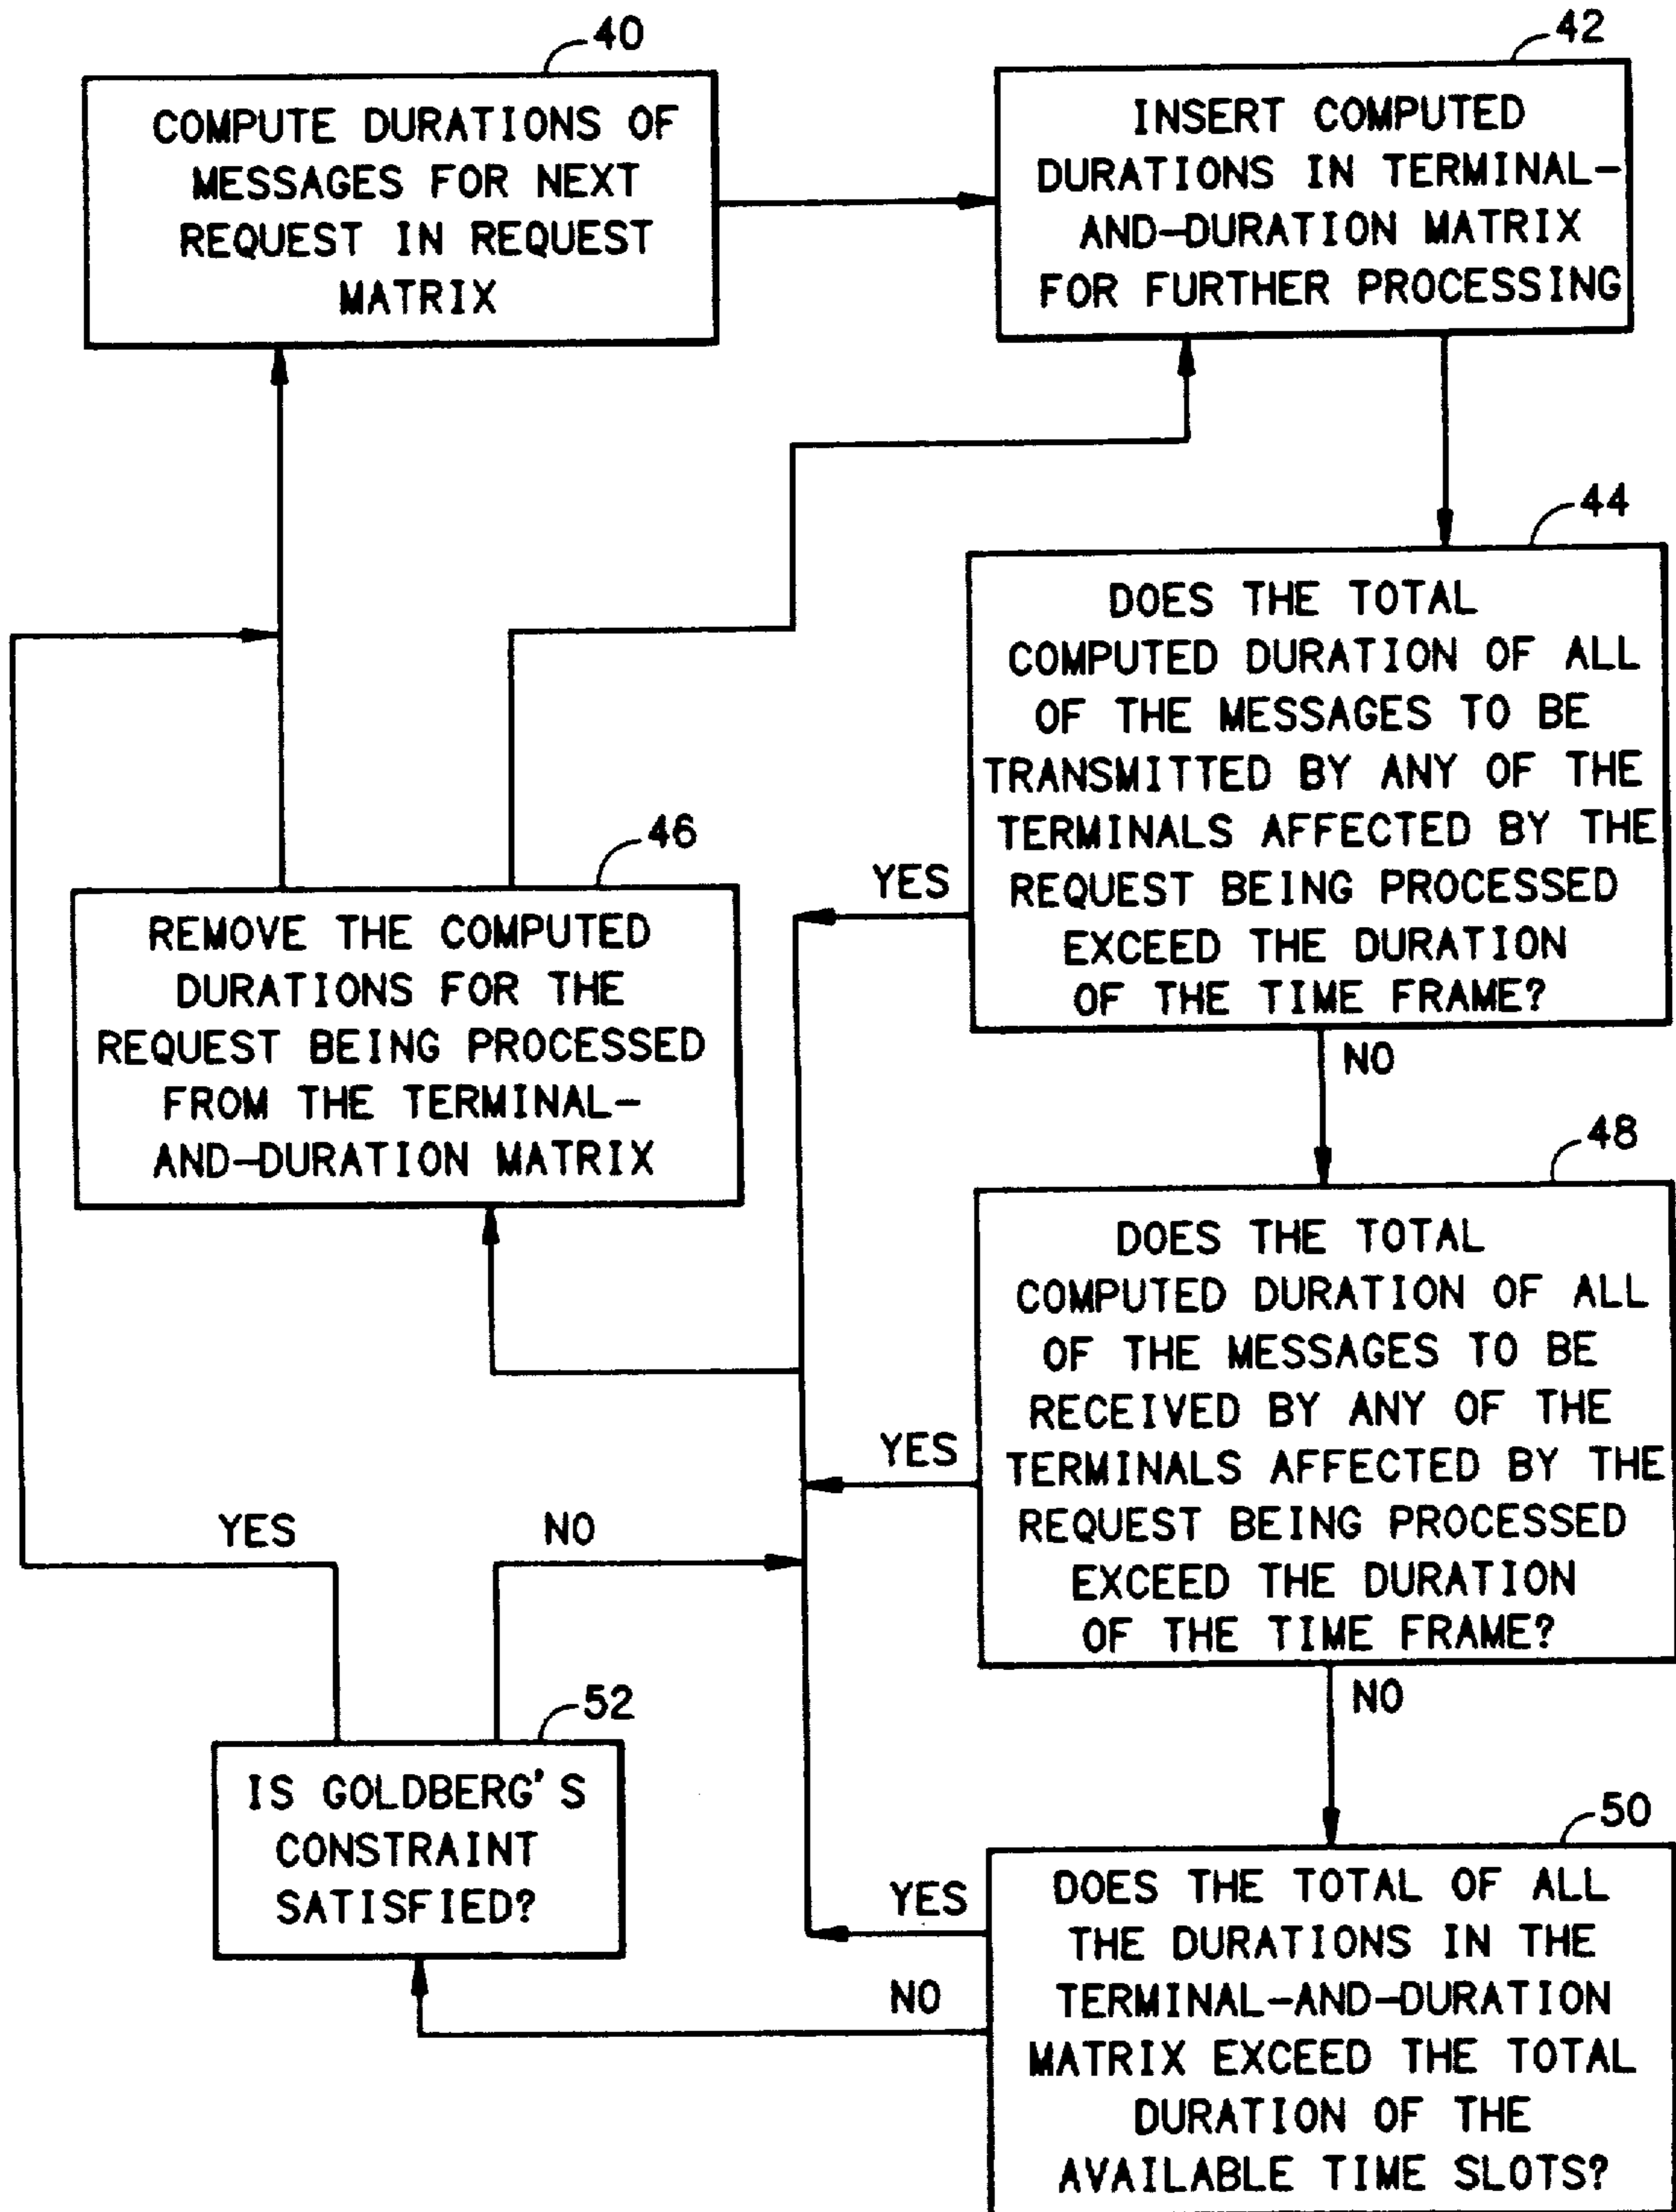 40
COMPUTE DURATIONS OF
MESSAGES FOR NEXT
REQUEST IN REQUEST
MATRIX
42
INSERT COMPUTED
DURATIONS IN TERMINAL-
AND-DURATION MATRIX
FOR FURTHER PROCESSING
44
DOES THE TOTAL
COMPUTED DURATION OF ALL
OF THE MESSAGES TO BE
TRANSMITTED BY ANY OF THE
TERMINALS AFFECTED BY THE
REQUEST BEING PROCESSED
EXCEED THE DURATION
OF THE TIME FRAME?
YES
NO
46
REMOVE THE COMPUTED
DURATIONS FOR THE
REQUEST BEING PROCESSED
FROM THE TERMINAL-
AND-DURATION MATRIX
48
DOES THE TOTAL
COMPUTED DURATION OF ALL
OF THE MESSAGES TO BE
RECEIVED BY ANY OF THE
TERMINALS AFFECTED BY THE
REQUEST BEING PROCESSED
EXCEED THE DURATION
OF THE TIME FRAME?
YES
NO
YES
NO
52
IS GOLDBERG'S
CONSTRAINT
SATISFIED?
50
DOES THE TOTAL OF ALL
THE DURATIONS IN THE
TERMINAL-AND-DURATION
MATRIX EXCEED THE TOTAL
DURATION OF THE
AVAILABLE TIME SLOTS?
YES
NO